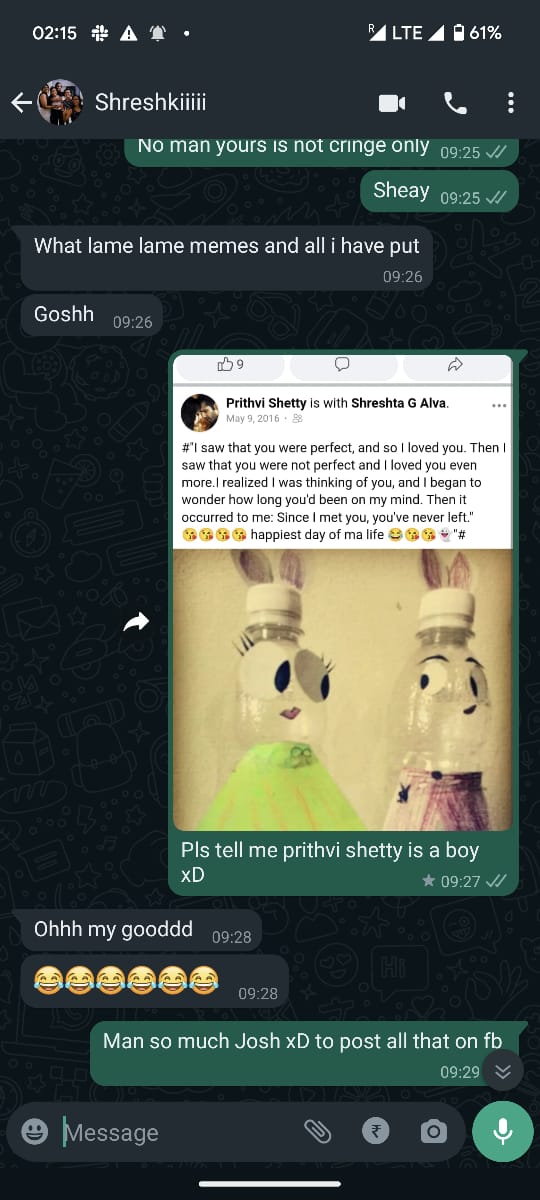 02:15
R LTE 61%
Shreshkiiiii
No man yours is not cringe only 09:25
Sheay 09:25
What lame lame memes and all i have put
09:26
Goshh 09:26
9
Prithvi Shetty is with Shreshta G Alva.
May 9, 2016 ·
#"I saw that you were perfect, and so I loved you. Then I
saw that you were not perfect and I loved you even
more.I realized I was thinking of you, and I began to
wonder how long you'd been on my mind. Then it
occurred to me: Since I met you, you've never left."
😘😘😘😘 happiest day of ma life 😂😘😘👻"#
Pls tell me prithvi shetty is a boy
xD 09:27
Ohhh my gooddd 09:28
😂😂😂😂😂😂 09:28
Man so much Josh xD to post all that on fb
09:29
Message
₹